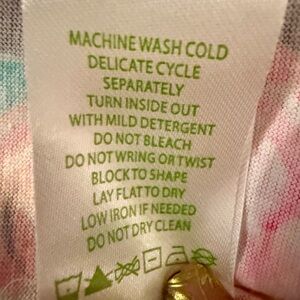 MACHINE WASH COLD
DELICATE CYCLE
SEPARATELY
TURN INSIDE OUT
WITH MILD DETERGENT
DO NOT BLEACH
DO NOT WRING OR TWIST
BLOCK TO SHAPE
LAY FLAT TO DRY
LOW IRON IF NEEDED
DO NOT DRY CLEAN